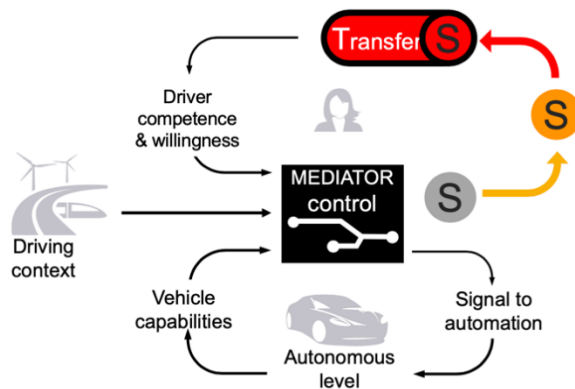 Transfer S
S
Driver
competence
& willingness
MEDIATOR
control
S
Driving
context
Vehicle
capabilities
Signal to
automation
Autonomous
level